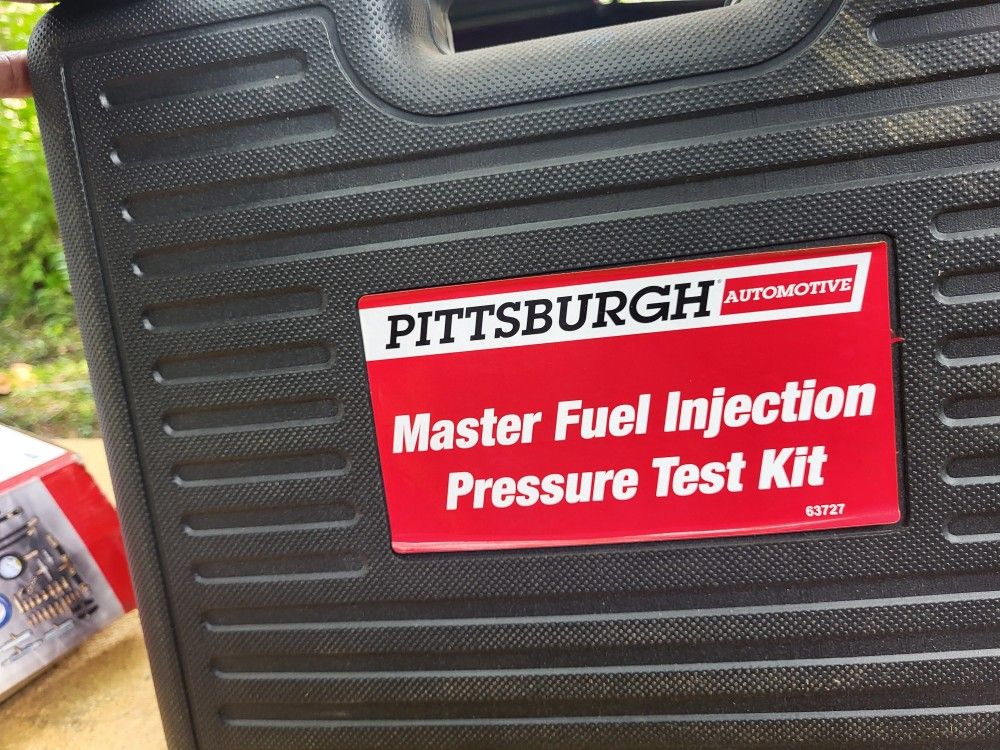 PITTSBURGH® AUTOMOTIVE
Master Fuel Injection
Pressure Test Kit
63727